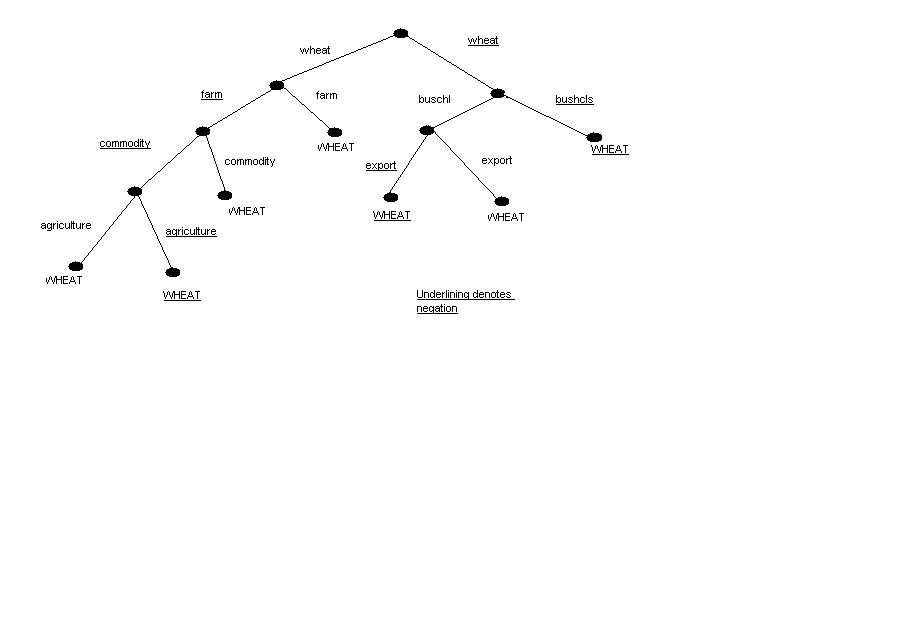 wheat
wheat
farm
farm
buschl
bushcls
commodity
commodity
WHEAT
WHEAT
export
export
agriculture
agriculture
WHEAT
WHEAT
WHEAT
WHEAT
WHEAT
Underlining denotes
negation